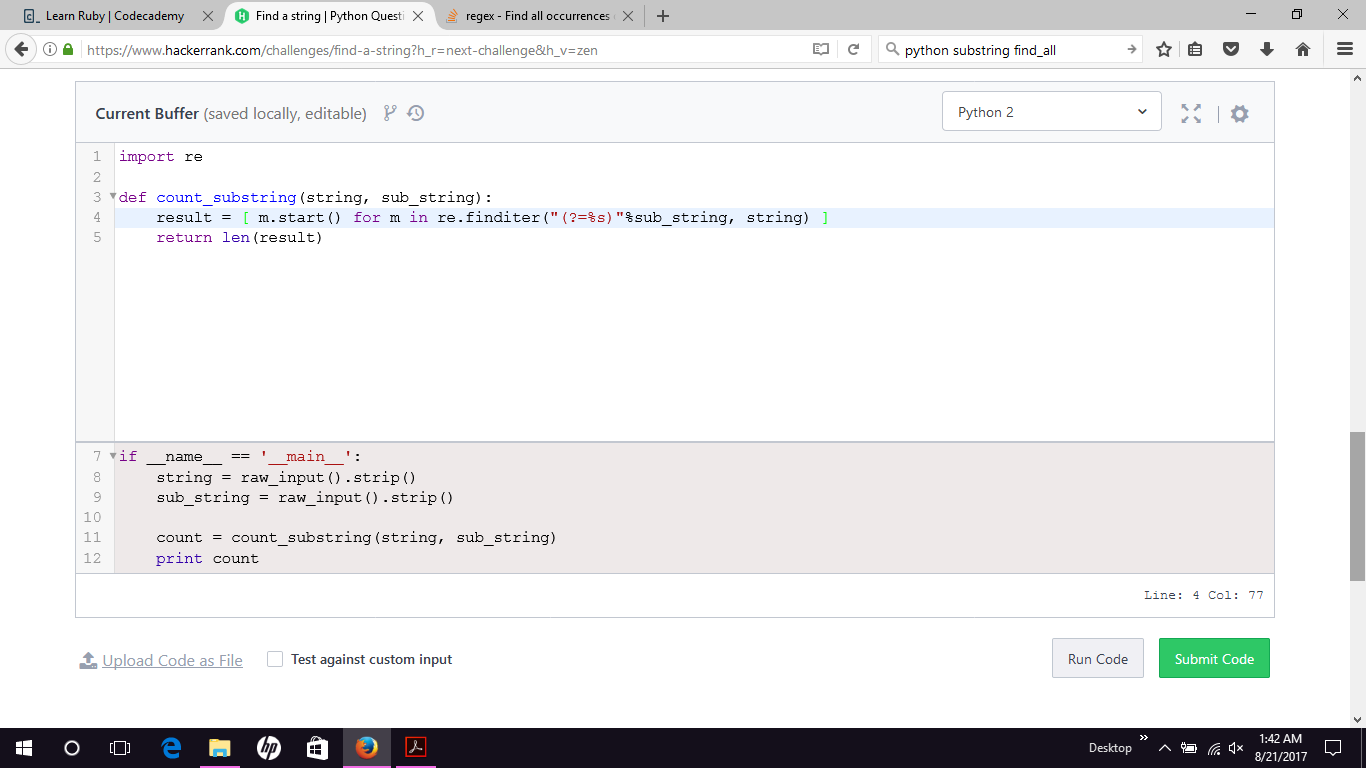 Learn Ruby | Codecademy
Find a string | Python Questi
regex - Find all occurrences
https://www.hackerrank.com/challenges/find-a-string?h_r=next-challenge&h_v=zen
python substring find_all
Current Buffer (saved locally, editable)
Python 2
1 import re
2
3 def count_substring(string, sub_string):
4 result = [ m.start() for m in re.finditer("(?=%s)"%sub_string, string) ]
5 return len(result)
7 if __name__ == '__main__':
8 string = raw_input().strip()
9 sub_string = raw_input().strip()
10
11 count = count_substring(string, sub_string)
12 print count
Line: 4 Col: 77
Upload Code as File
Test against custom input
Run Code
Submit Code
Desktop
1:42 AM
8/21/2017